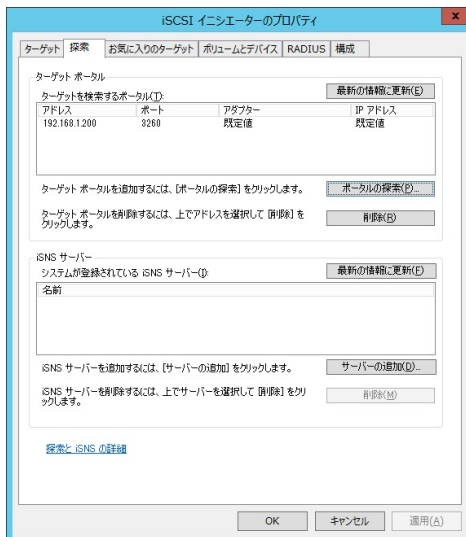 iSCSI イニシエーターのプロパティ
x
ターゲット 探索 お気に入りのターゲット ボリュームとデバイス RADIUS 構成
ターゲット ポータル
ターゲットを検索するポータル(T):
最新の情報に更新(E)
アドレス ポート アダプター IP アドレス
192.168.1.200 3260 既定値 既定値
ターゲット ポータルを追加するには、[ポータルの探索] をクリックします。
ポータルの探索(P)...
ターゲット ポータルを削除するには、上でアドレスを選択して [削除] を
クリックします。
削除(R)
iSNS サーバー
システムが登録されている iSNS サーバー(I):
最新の情報に更新(F)
名前
iSNS サーバーを追加するには、[サーバーの追加] をクリックします。
サーバーの追加(D)...
iSNS サーバーを削除するには、上でサーバーを選択して [削除] をクリ
ックします。
削除(M)
探索と iSNS の詳細
OK キャンセル 適用(A)